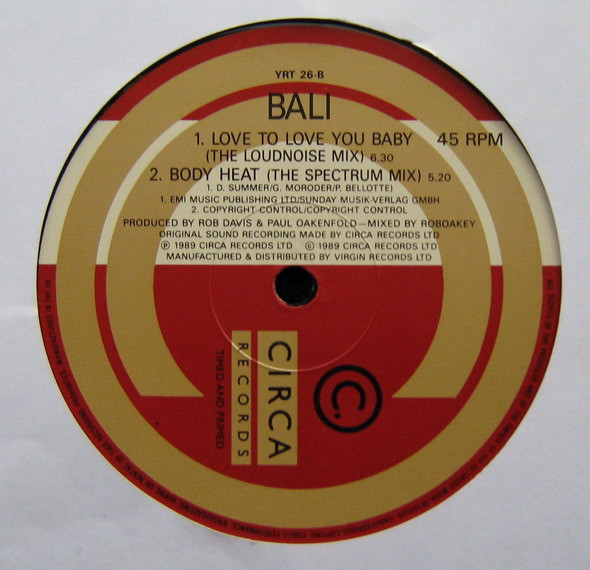 YRT 26-B
BALI
1. LOVE TO LOVE YOU BABY 45 RPM
(THE LOUDNOISE MIX) 6.30
2. BODY HEAT (THE SPECTRUM MIX) 5.20
1. D. SUMMER/G. MORODER/P. BELLOTTE)
1. EMI MUSIC PUBLISHING LTD/SUNDAY MUSIK-VERLAG GMBH
2. COPYRIGHT CONTROL/COPYRIGHT CONTROL
PRODUCED BY ROB DAVIS & PAUL OAKENFOLD–MIXED BY ROBOAKEY
ORIGINAL SOUND RECORDING MADE BY CIRCA RECORDS LTD
℗ 1989 CIRCA RECORDS LTD © 1989 CIRCA RECORDS LTD
MANUFACTURED & DISTRIBUTED BY VIRGIN RECORDS LTD
C.
CIRCA
RECORDS
TIMED AND PRIMED